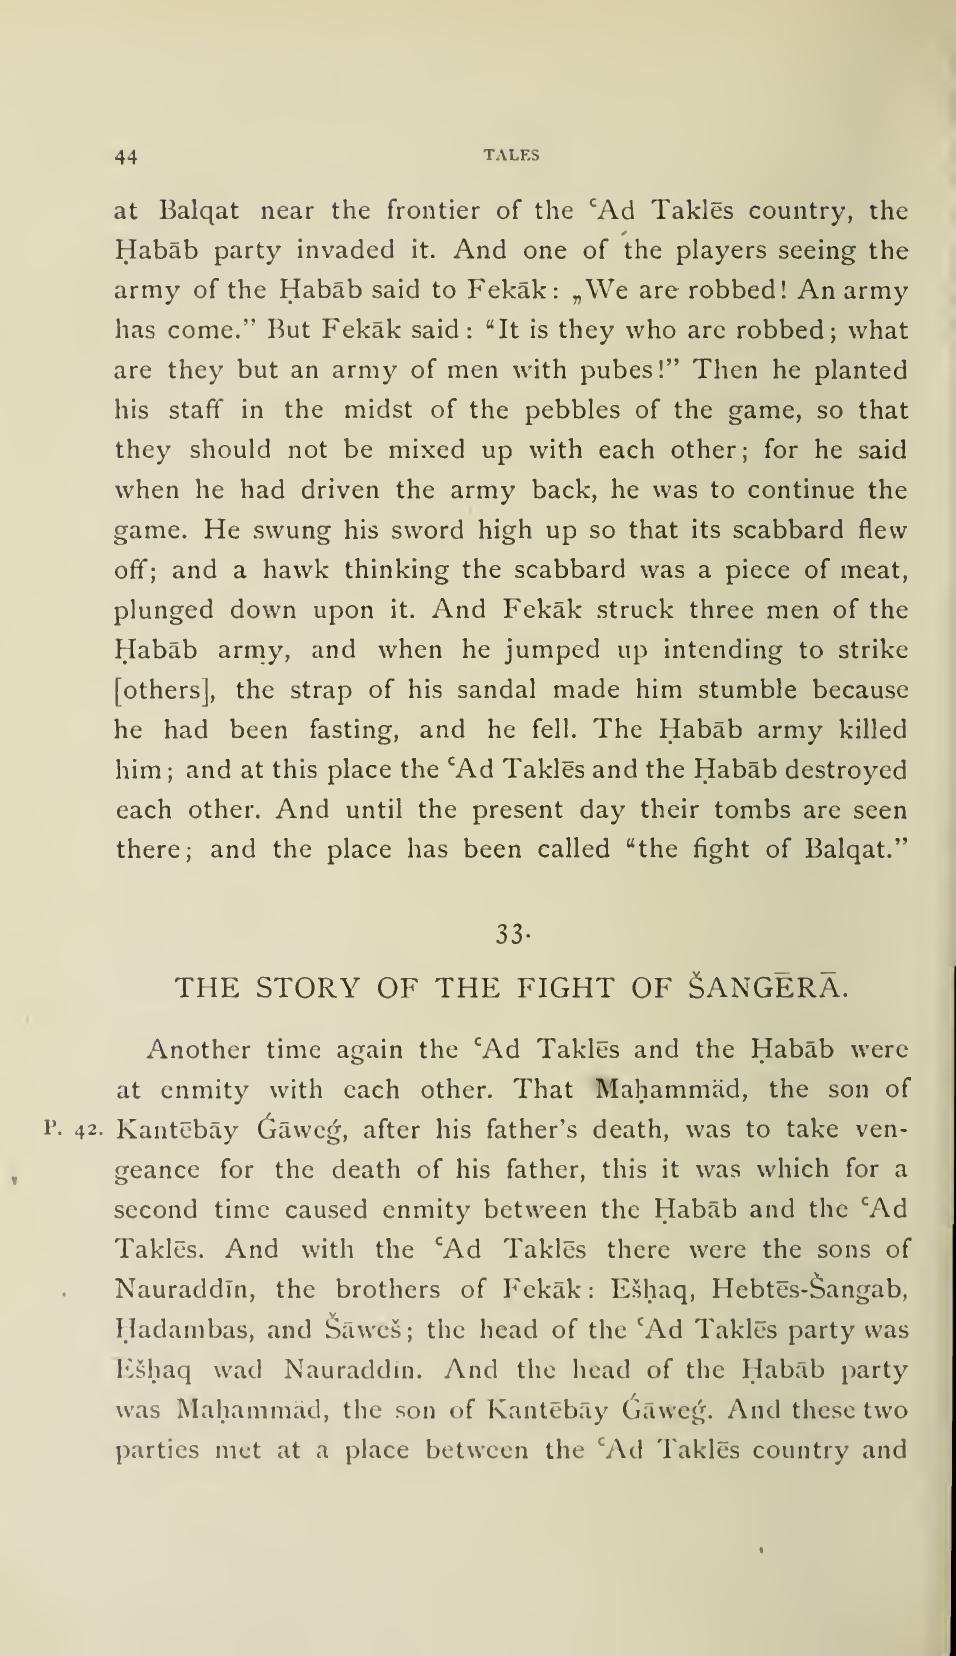 44 TALES
at Balqat near the frontier of the ʿAd Taklēs country, the
Ḥabāb party invaded it. And one of the players seeing the
army of the Ḥabāb said to Fekāk: „We are robbed! An army
has come.” But Fekāk said: “It is they who are robbed; what
are they but an army of men with pubes!” Then he planted
his staff in the midst of the pebbles of the game, so that
they should not be mixed up with each other; for he said
when he had driven the army back, he was to continue the
game. He swung his sword high up so that its scabbard flew
off; and a hawk thinking the scabbard was a piece of meat,
plunged down upon it. And Fekāk struck three men of the
Ḥabāb army, and when he jumped up intending to strike
[others], the strap of his sandal made him stumble because
he had been fasting, and he fell. The Ḥabāb army killed
him; and at this place the ʿAd Taklēs and the Ḥabāb destroyed
each other. And until the present day their tombs are seen
there; and the place has been called “the fight of Balqat.”
33.
THE STORY OF THE FIGHT OF ŠANGĒRĀ.
Another time again the ʿAd Taklēs and the Ḥabāb were
at enmity with each other. That Maḥammäd, the son of
P. 42. Kantēbāy Ǵāweǵ, after his father’s death, was to take ven-
geance for the death of his father, this it was which for a
second time caused enmity between the Ḥabāb and the ʿAd
Taklēs. And with the ʿAd Taklēs there were the sons of
Nauraddīn, the brothers of Fekāk: Ešḥaq, Hebtēs-Šangab,
Ḥadambas, and Šāweš; the head of the ʿAd Taklēs party was
Ešḥaq wad Nauraddīn. And the head of the Ḥabāb party
was Maḥammäd, the son of Kantēbāy Ǵāweǵ. And these two
parties met at a place between the ʿAd Taklēs country and